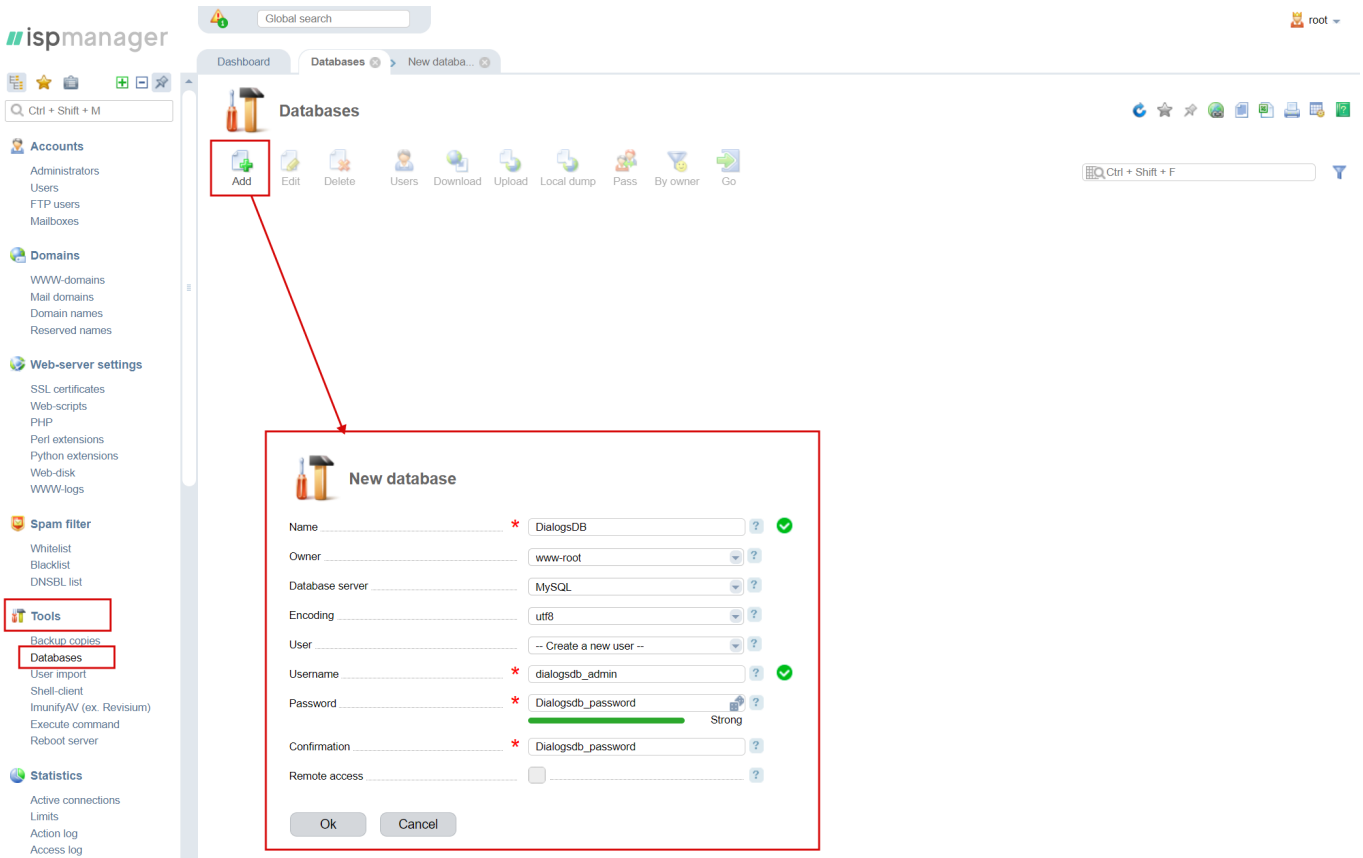 Global search
root
ispmanager
Dashboard
Databases
New databa...
Ctrl + Shift + M
Databases
Accounts
Administrators
Users
FTP users
Mailboxes
Add
Edit
Delete
Users
Download
Upload
Local dump
Pass
By owner
Go
Ctrl + Shift + F
Domains
WWW-domains
Mail domains
Domain names
Reserved names
Web-server settings
SSL certificates
Web-scripts
PHP
Perl extensions
Python extensions
Web-disk
WWW-logs
Spam filter
Whitelist
Blacklist
DNSBL list
Tools
Backup copies
Databases
User import
Shell-client
ImunifyAV (ex. Revisium)
Execute command
Reboot server
Statistics
Active connections
Limits
Action log
Access log
New database
Name * DialogsDB ?
Owner www-root ?
Database server MySQL ?
Encoding utf8 ?
User -- Create a new user -- ?
Username * dialogsdb_admin ?
Password * Dialogsdb_password ?
Strong
Confirmation * Dialogsdb_password ?
Remote access ?
Ok
Cancel